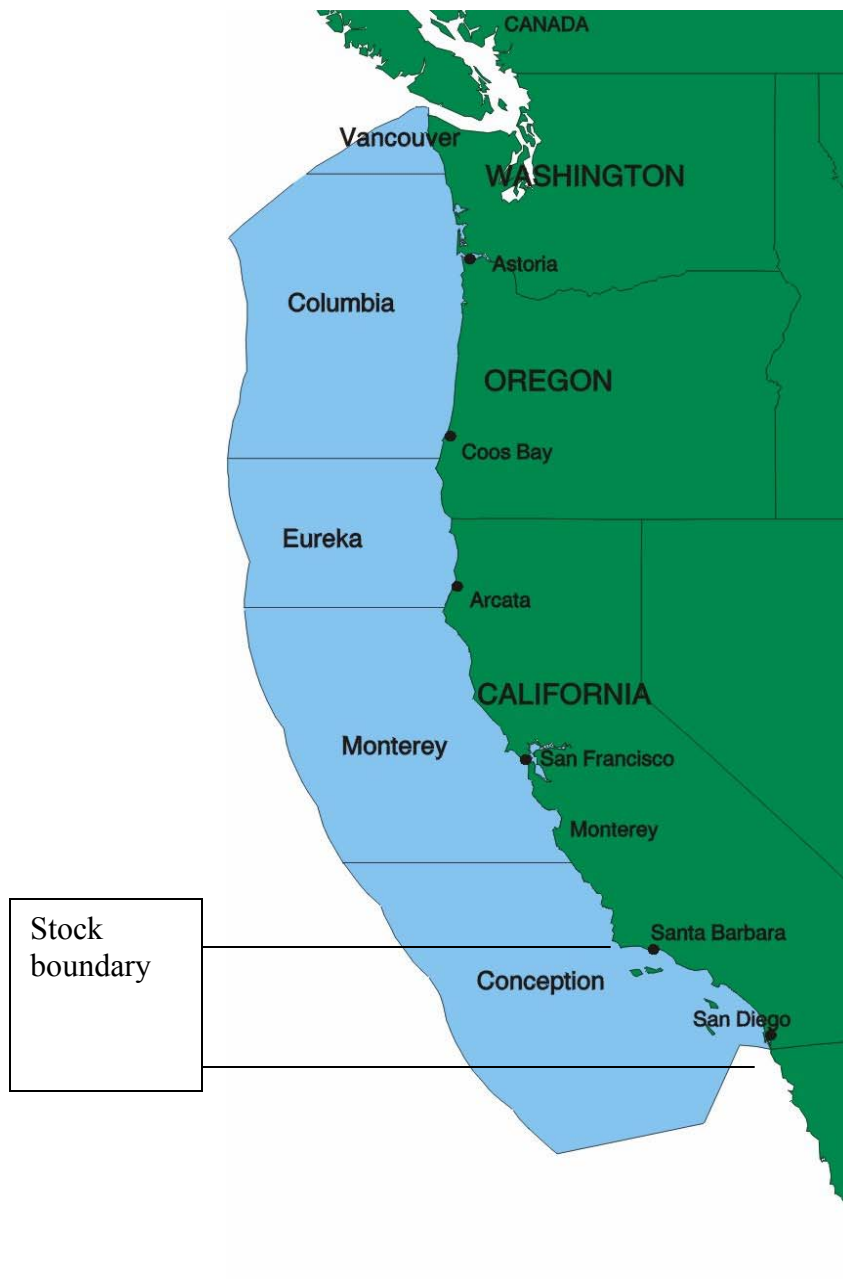 CANADA
Vancouver
WASHINGTON
Astoria
Columbia
OREGON
Coos Bay
Eureka
Arcata
CALIFORNIA
Monterey
San Francisco
Monterey
Stock
boundary
Santa Barbara
Conception
San Diego